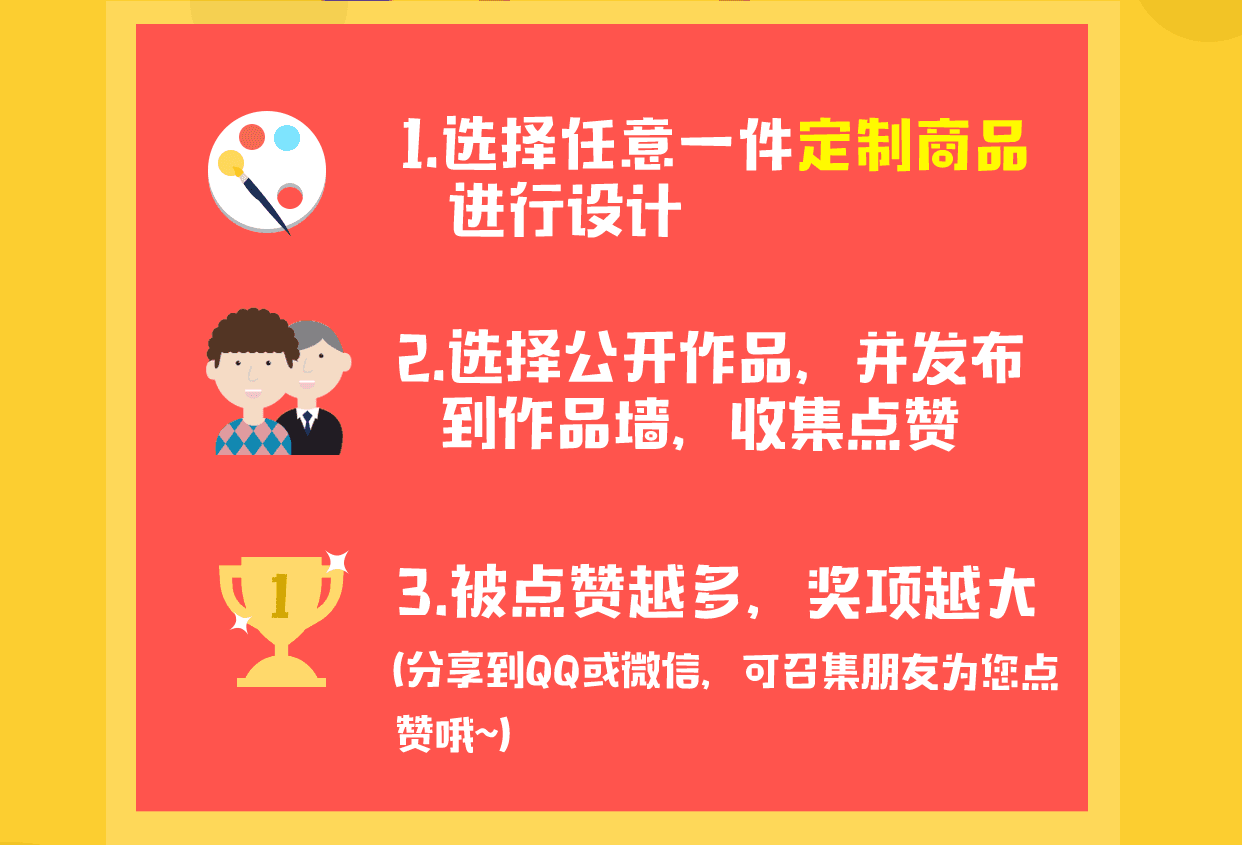 1.选择任意一件定制商品
进行设计
2.选择公开作品，并发布
到作品墙，收集点赞
1
3.被点赞越多，奖项越大
(分享到QQ或微信，可召集朋友为您点
赞哦~)